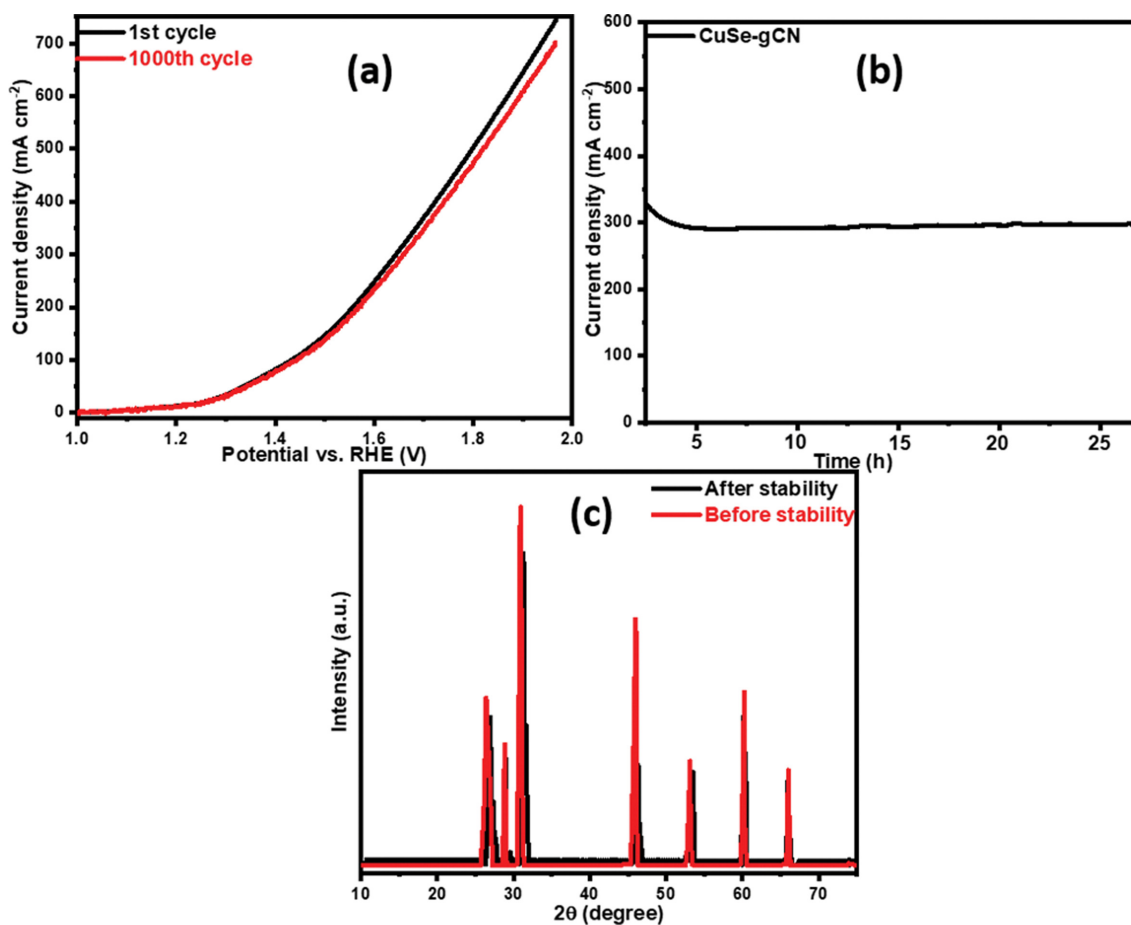 1st cycle
1000th cycle
(a)
Current density (mA cm⁻²)
700
600
500
400
300
200
100
0
1.0 1.2 1.4 1.6 1.8 2.0
Potential vs. RHE (V)
CuSe-gCN
(b)
Current density (mA cm⁻²)
600
500
400
300
200
100
0
5 10 15 20 25
Time (h)
After stability
Before stability
(c)
Intensity (a.u.)
10 20 30 40 50 60 70
2θ (degree)